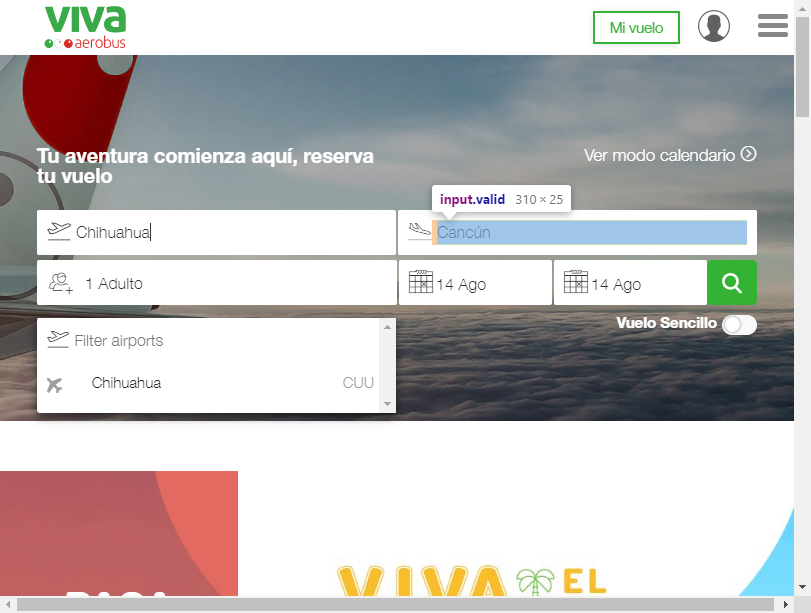 viva
aerobus
Mi vuelo
Tu aventura comienza aquí, reserva
tu vuelo
Ver modo calendario
input.valid 310 × 25
Chihuahua
Cancún
1 Adulto
14 Ago
14 Ago
Vuelo Sencillo
Filter airports
Chihuahua CUU
VIVA EL